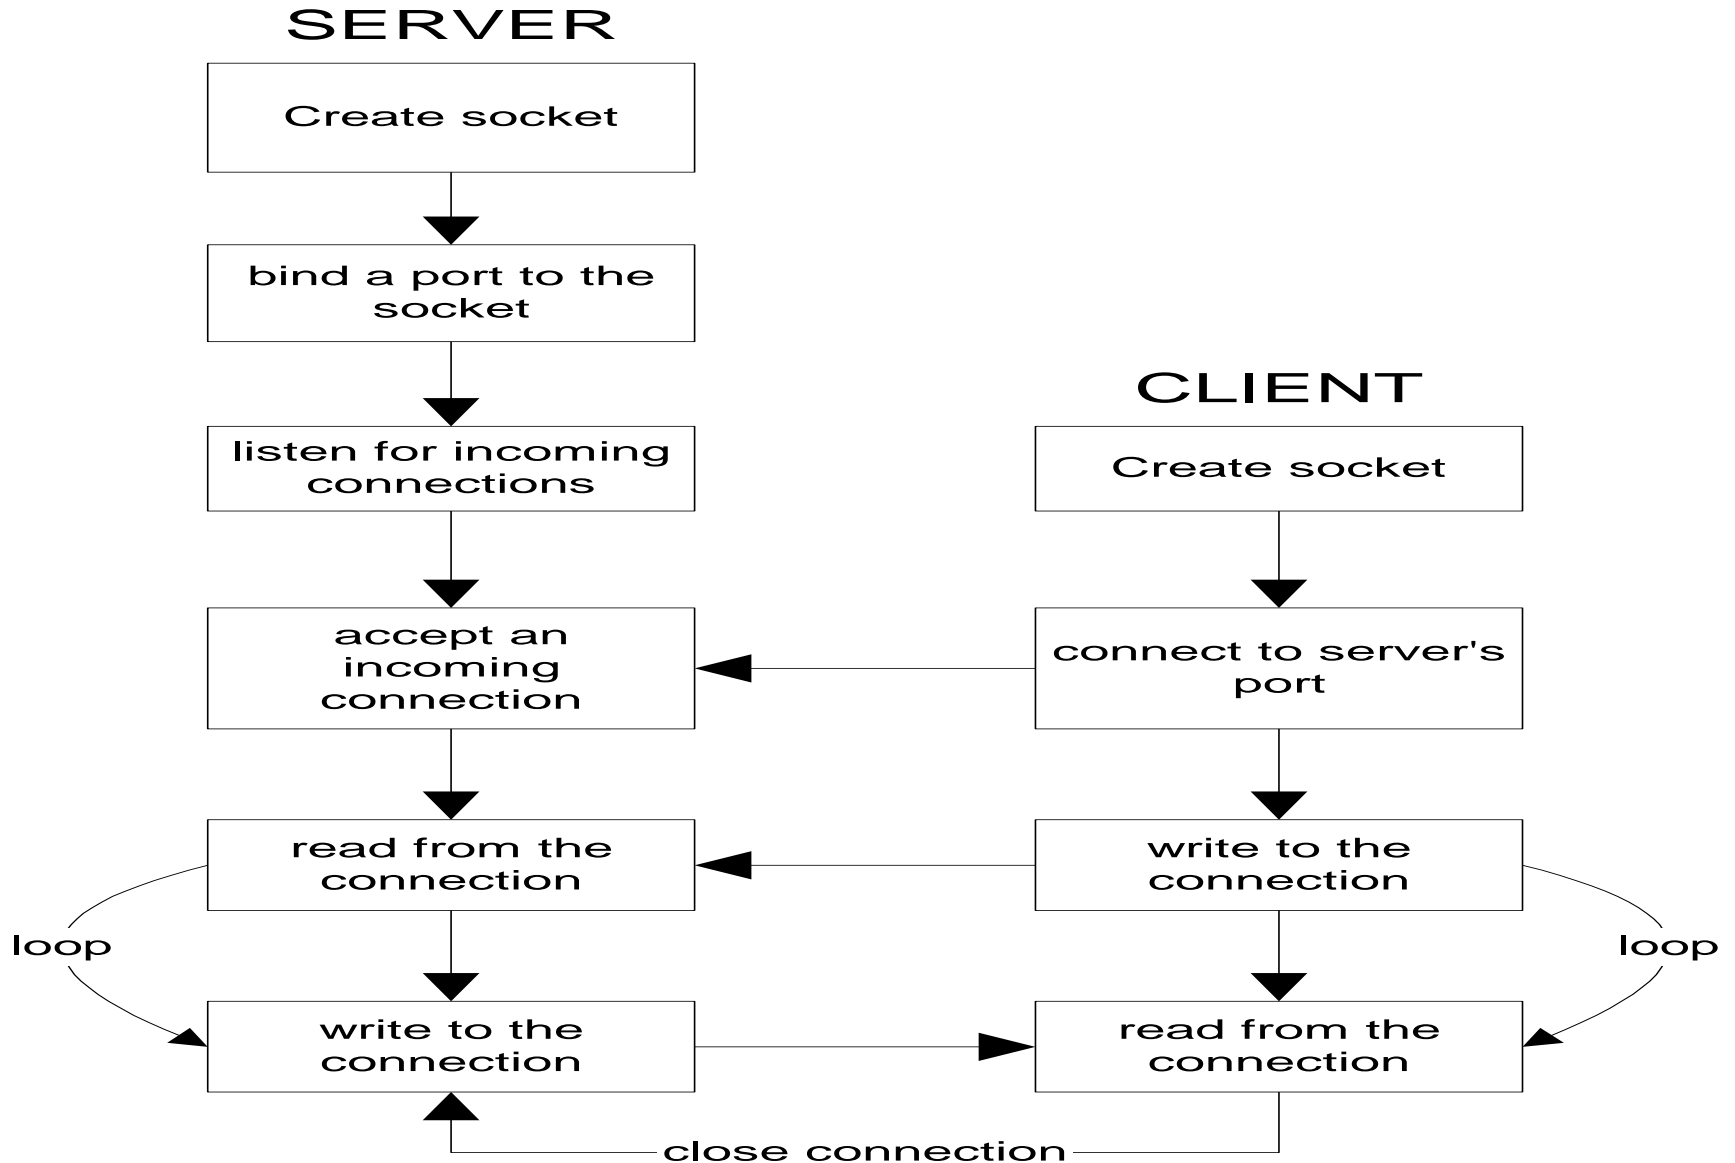 SERVER
Create socket
bind a port to the
socket
listen for incoming
connections
accept an
incoming
connection
read from the
connection
loop
write to the
connection
CLIENT
Create socket
connect to server's
port
write to the
connection
loop
read from the
connection
close connection